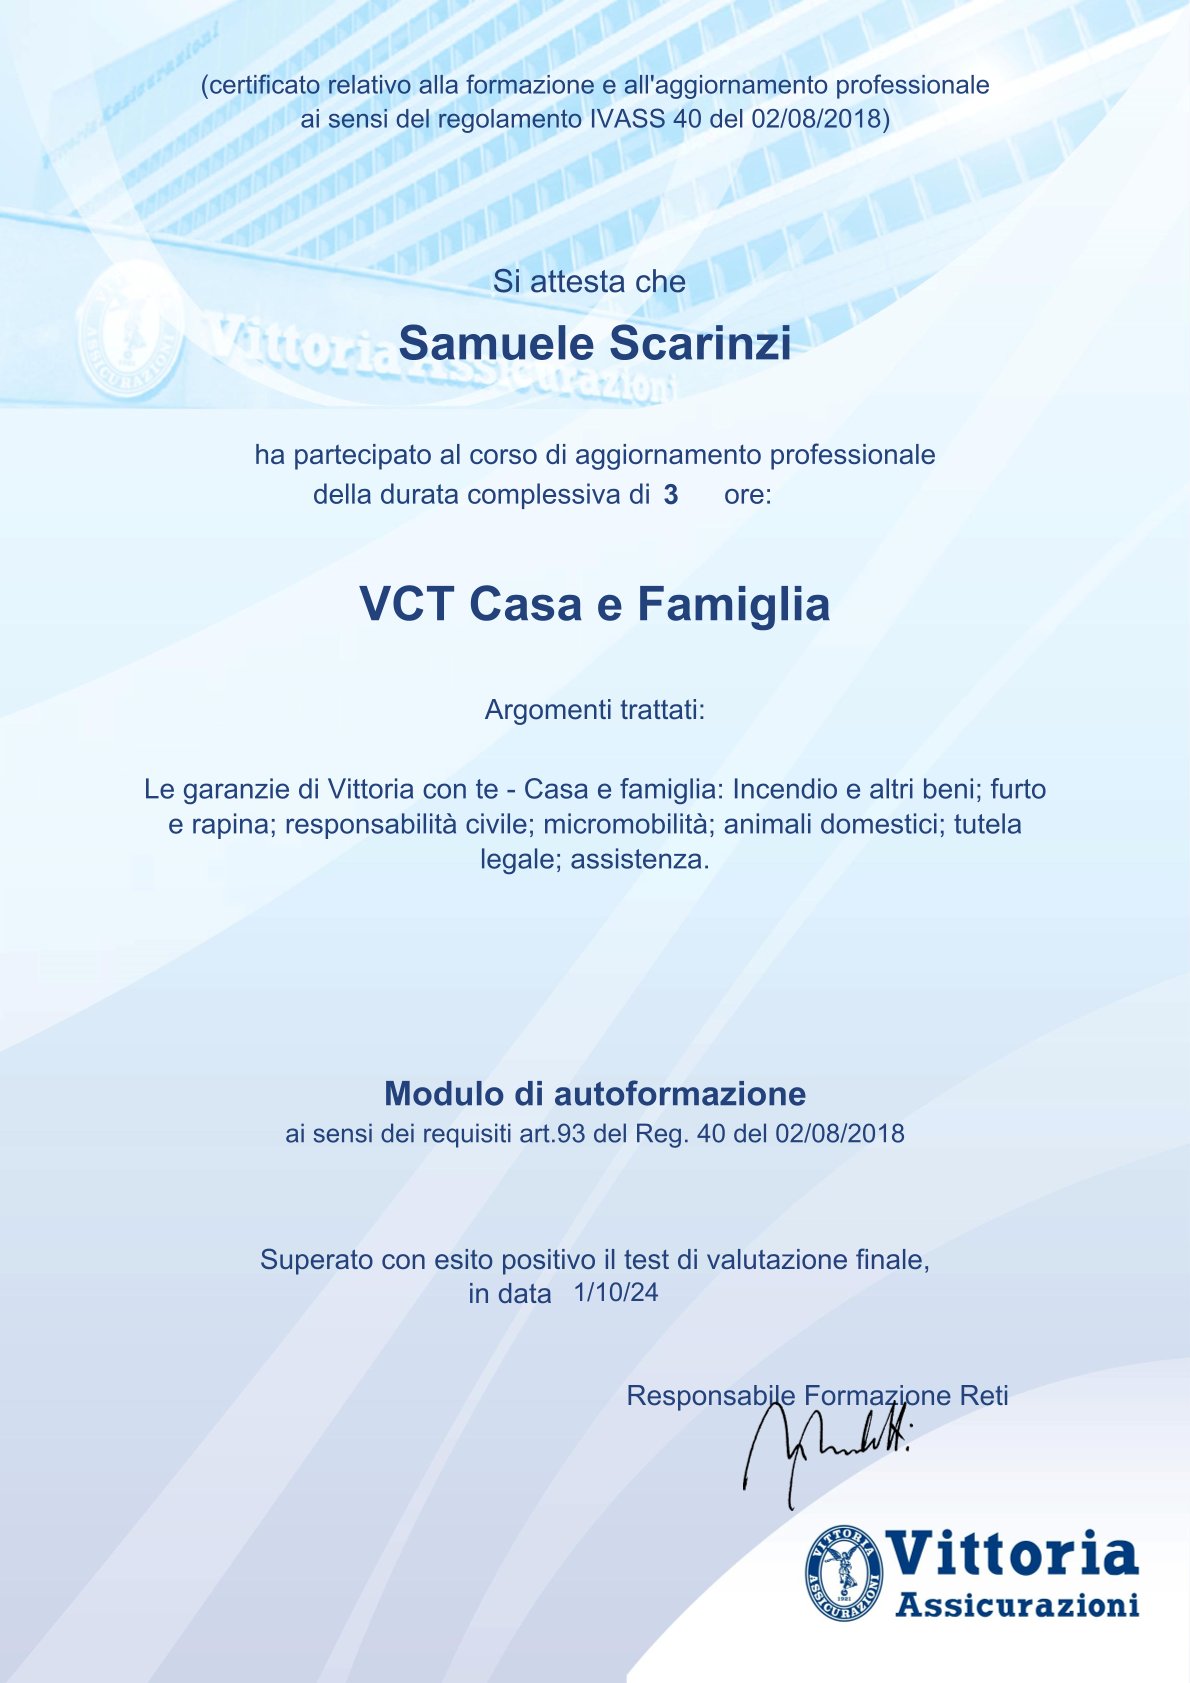 (certificato relativo alla formazione e all'aggiornamento professionale
ai sensi del regolamento IVASS 40 del 02/08/2018)
Si attesta che
Samuele Scarinzi
Vittoria Assicurazioni
ha partecipato al corso di aggiornamento professionale
della durata complessiva di 3 ore:
VCT Casa e Famiglia
Argomenti trattati:
Le garanzie di Vittoria con te - Casa e famiglia: Incendio e altri beni; furto
e rapina; responsabilità civile; micromobilità; animali domestici; tutela
legale; assistenza.
Modulo di autoformazione
ai sensi dei requisiti art.93 del Reg. 40 del 02/08/2018
Superato con esito positivo il test di valutazione finale,
in data 1/10/24
Responsabile Formazione Reti
VITTORIA ASSICURAZIONI 1921
Vittoria
Assicurazioni